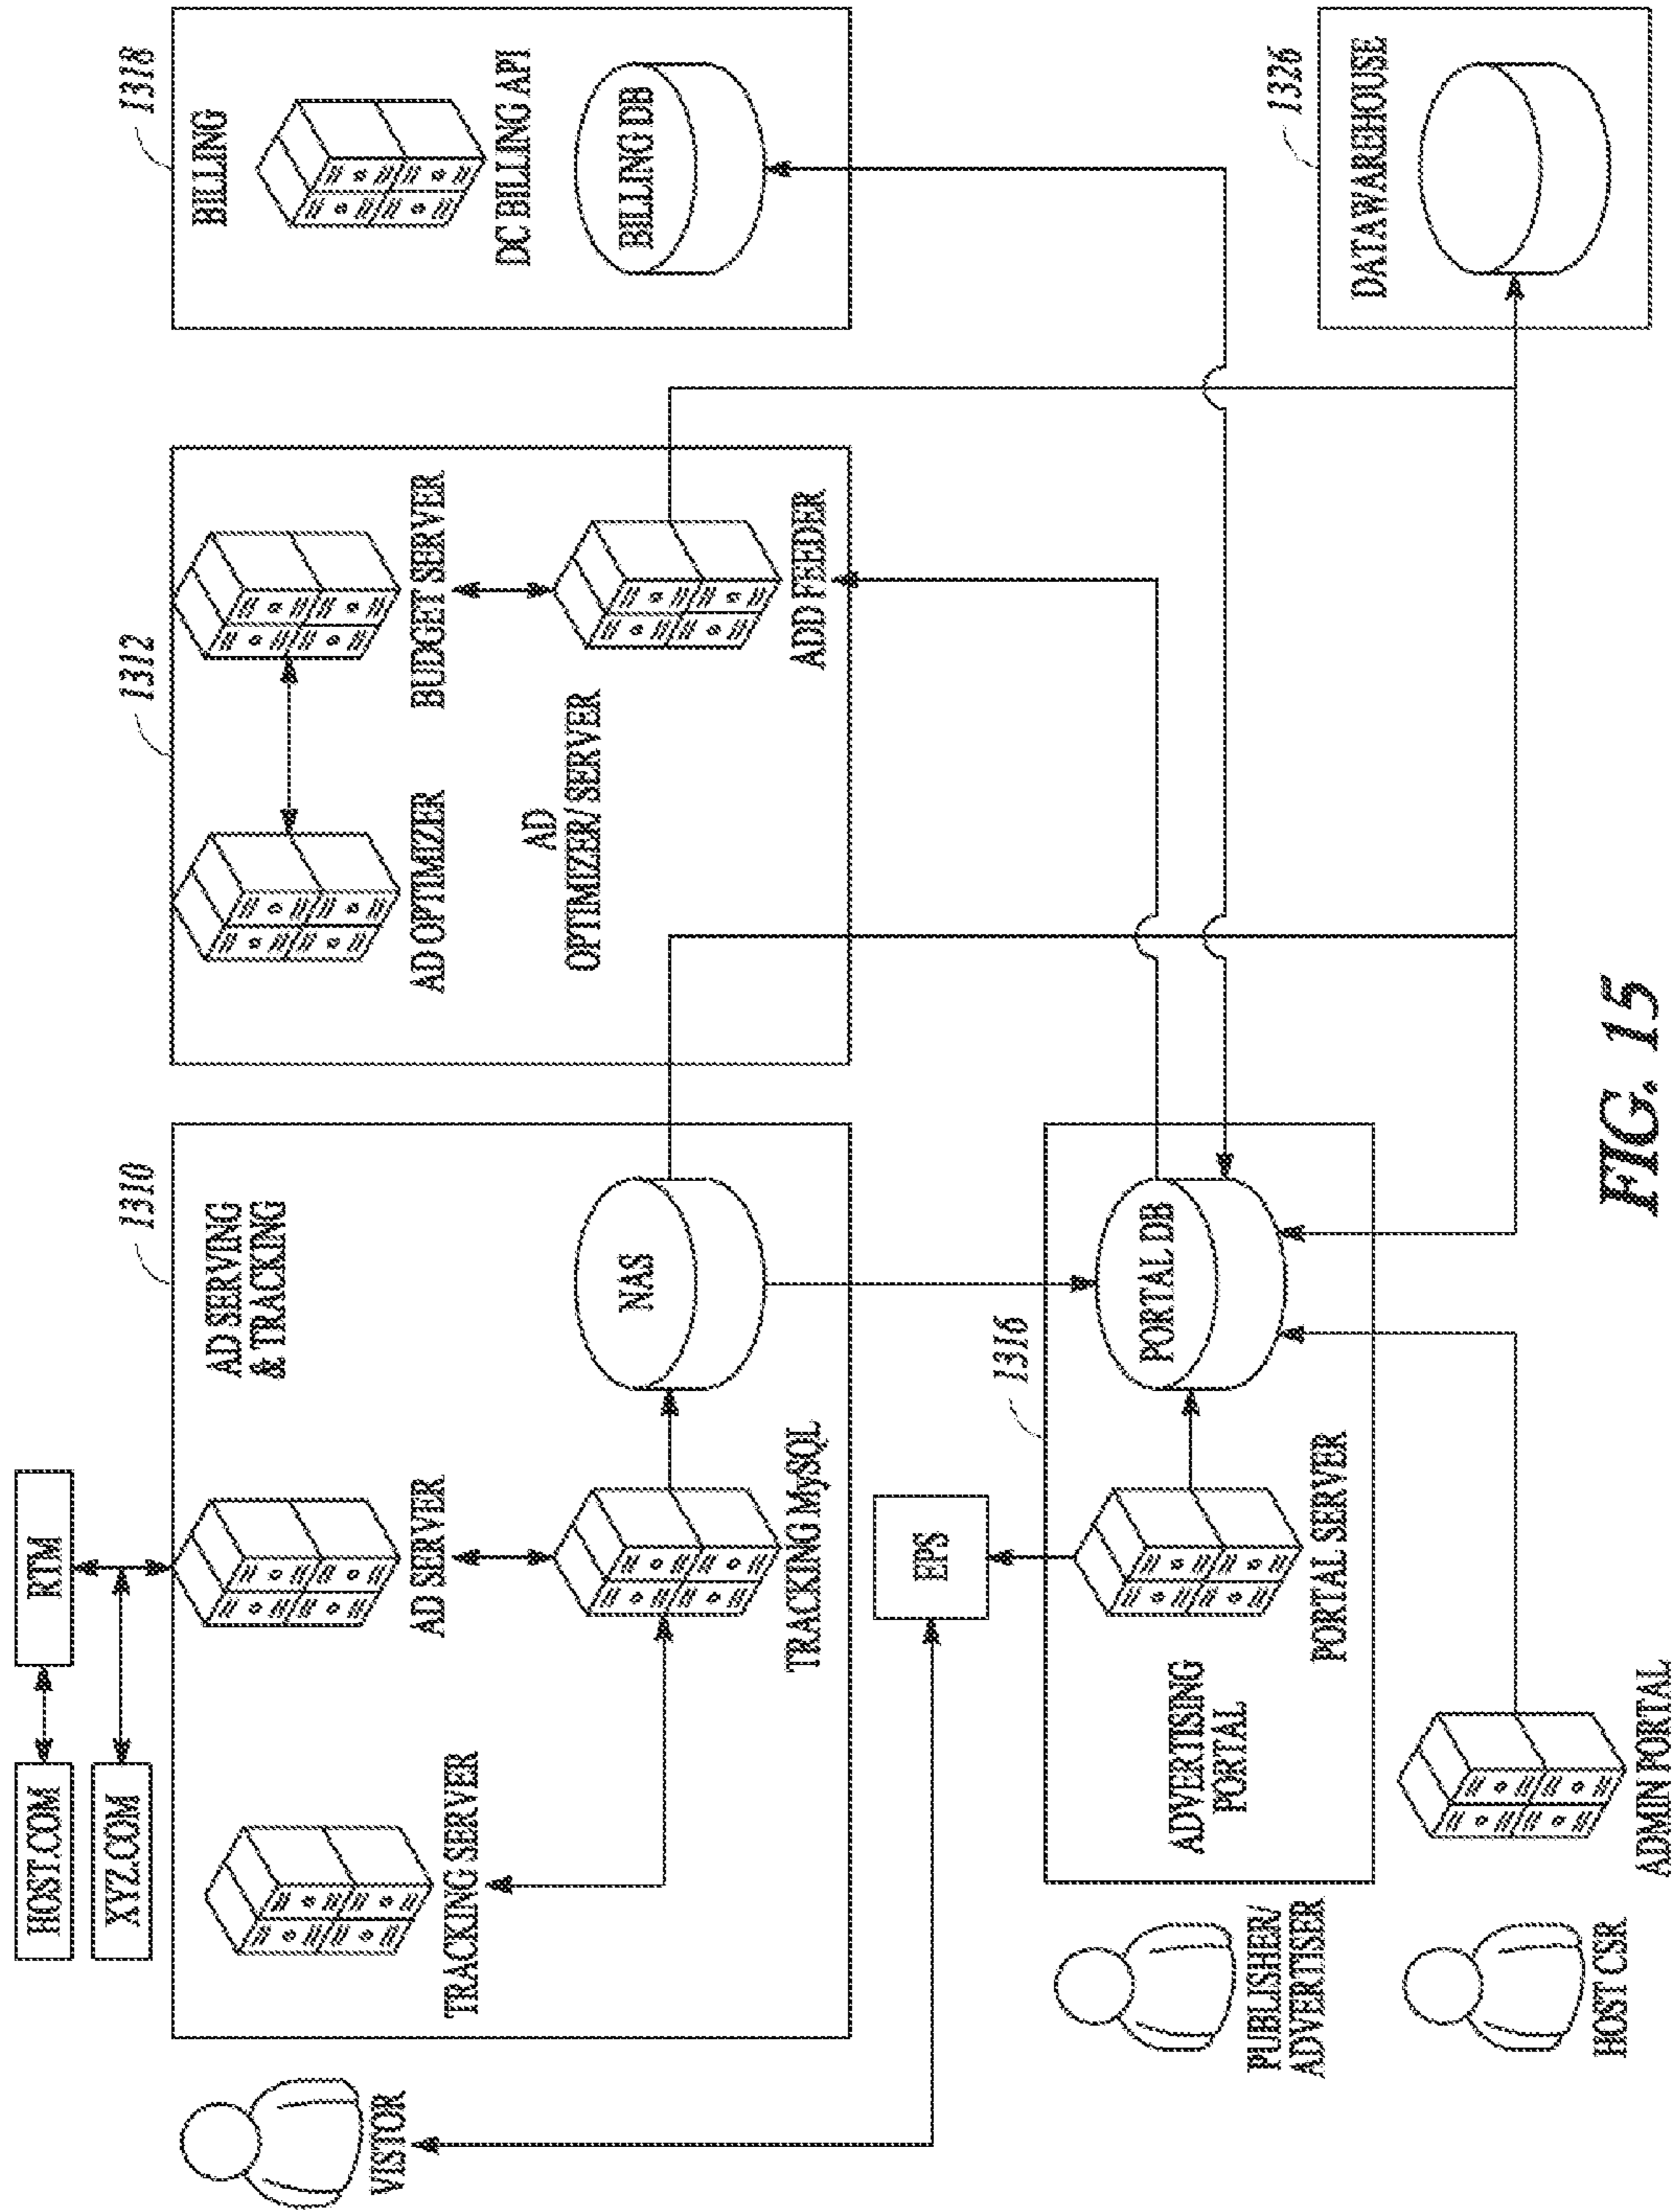 HOST.COM
RTM
XYZ.COM
1310
1312
1318
VISTOR
TRACKING SERVER
AD SERVER
AD SERVING
& TRACKING
TRACKING MySQL
NAS
AD OPTIMIZER
BUDGET SERVER
AD
OPTIMIZER/ SERVER
ADD FEEDER
BILLING
DC BILLING API
BILLING DB
EPS
1316
PUBLISHER/
ADVERTISER
ADVERTISING
PORTAL
PORTAL SERVER
PORTAL DB
HOST CSR
ADMIN PORTAL
1326
DATAWAREHOUSE
FIG. 15